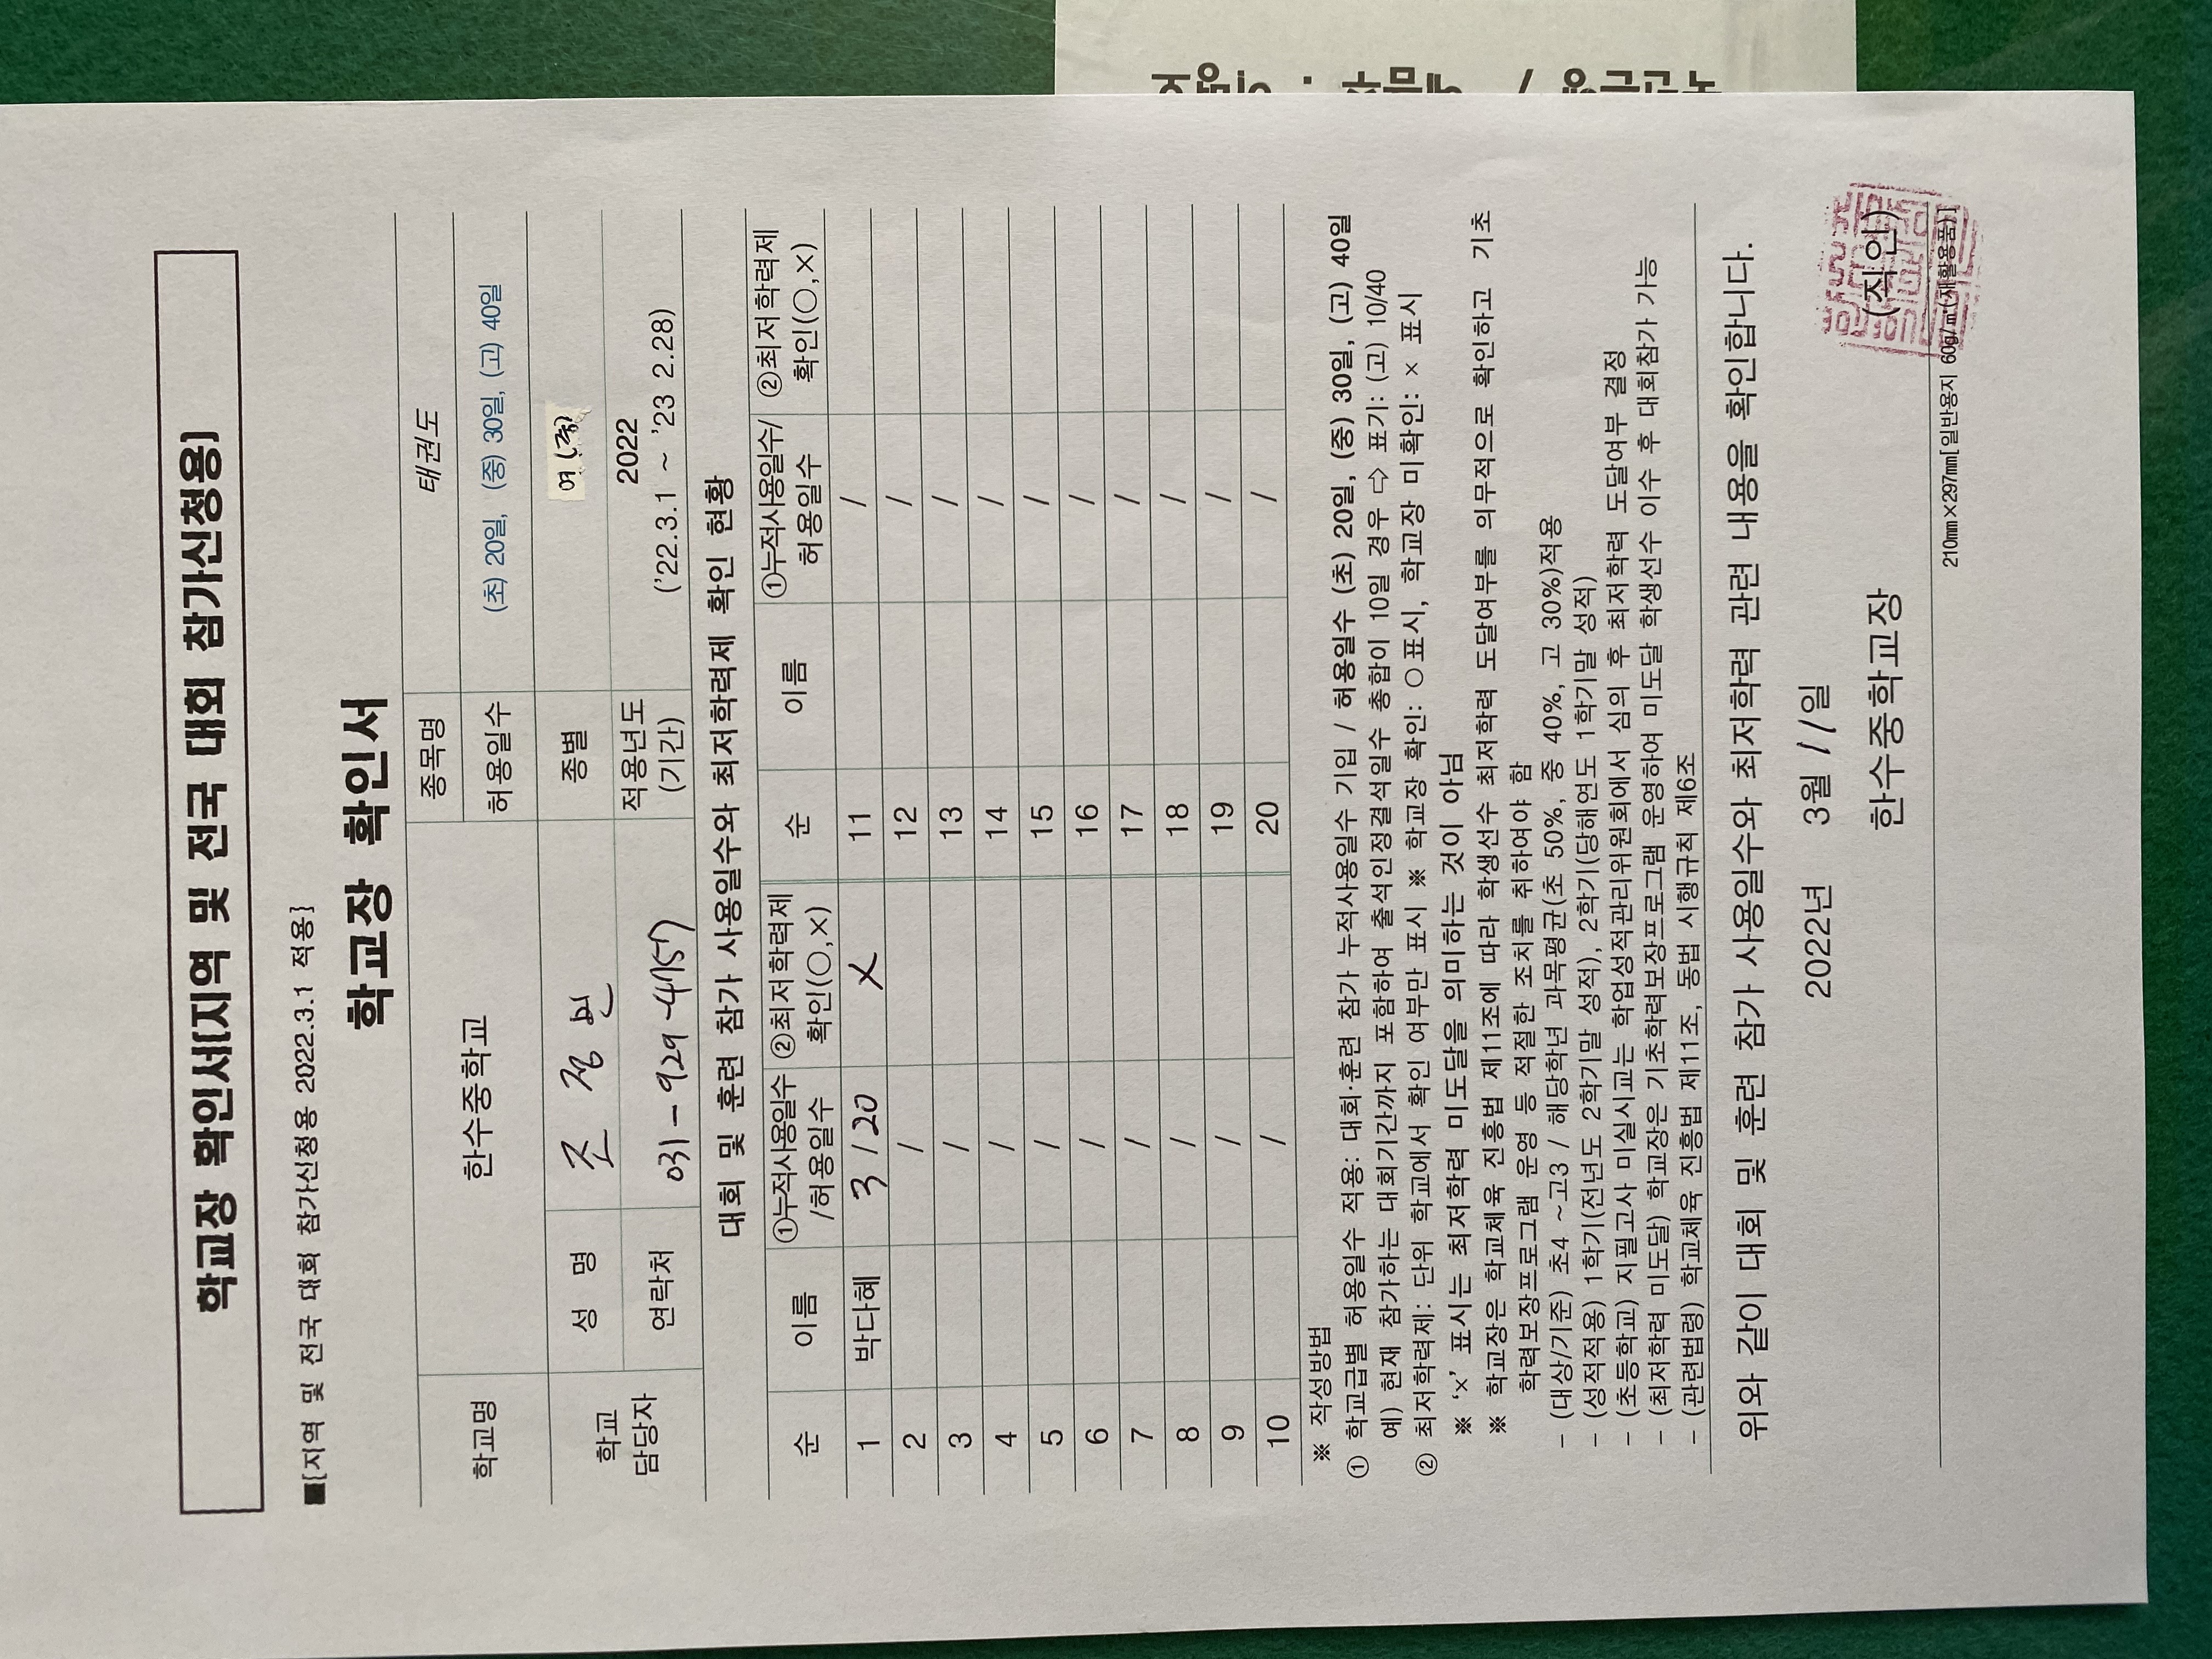 학교장 확인서(지역 및 전국 대회 참가신청용)
■[지역 및 전국 대회 참가신청용 2022.3.1 적용]
학교장 확인서
학교명 한수중학교 종목명 태권도
허용일수 (초) 20일, (중) 30일, (고) 40일
학교 담당자 성 명 조정 종별 여(중)
연락처 031-929-4157 적용년도 (기간) 2022 ('22.3.1 ~ '23 2.28)
대회 및 훈련 참가 사용일수와 최저학력제 확인 현황
순 이름 ①누적사용일수/허용일수 ②최저학력제 확인(○,×) 순 이름 ①누적사용일수/허용일수 ②최저학력제 확인(○,×)
1 박다혜 3/20 X 11 /
2 / 12 /
3 / 13 /
4 / 14 /
5 / 15 /
6 / 16 /
7 / 17 /
8 / 18 /
9 / 19 /
10 / 20 /
※ 작성방법
① 학교급별 허용일수 적용: 대회·훈련 참가 누적사용일수 기입 / 허용일수 (초) 20일, (중) 30일, (고) 40일
예) 현재 참가하는 대회기간까지 포함하여 출석인정결석일수 총합이 10일 경우 ⇨ 표기: (고) 10/40
② 최저학력제: 단위 학교에서 확인 여부만 표시 ※ 학교장 확인: ○표시, 학교장 미확인: × 표시
※ '×' 표시는 최저학력 미도달을 의미하는 것이 아님
※ 학교장은 학교체육 진흥법 제11조에 따라 학생선수 최저학력 도달여부를 의무적으로 확인하고 기초
학력보장프로그램 운영 등 적절한 조치를 취하여야 함
- (대상/기준) 초4 ~고3 / 해당학년 과목평균(초 50%, 중 40%, 고 30%)적용
- (성적적용) 1학기(전년도 2학기말 성적), 2학기(당해연도 1학기말 성적)
- (초등학교) 지필고사 미실시교는 학업성적관리위원회에서 심의 후 최저학력 도달여부 결정
- (최저학력 미도달) 학교장은 기초학력보장프로그램 운영하여 미도달 학생선수 이수 후 대회참가 가능
- (관련법령) 학교체육 진흥법 제11조, 동법 시행규칙 제6조
위와 같이 대회 및 훈련 참가 사용일수와 최저학력 관련 내용을 확인합니다.
2022년 3월 11일
한수중학교장 (직인)
210㎜×297㎜[일반용지 60g/㎡(재활용품)]